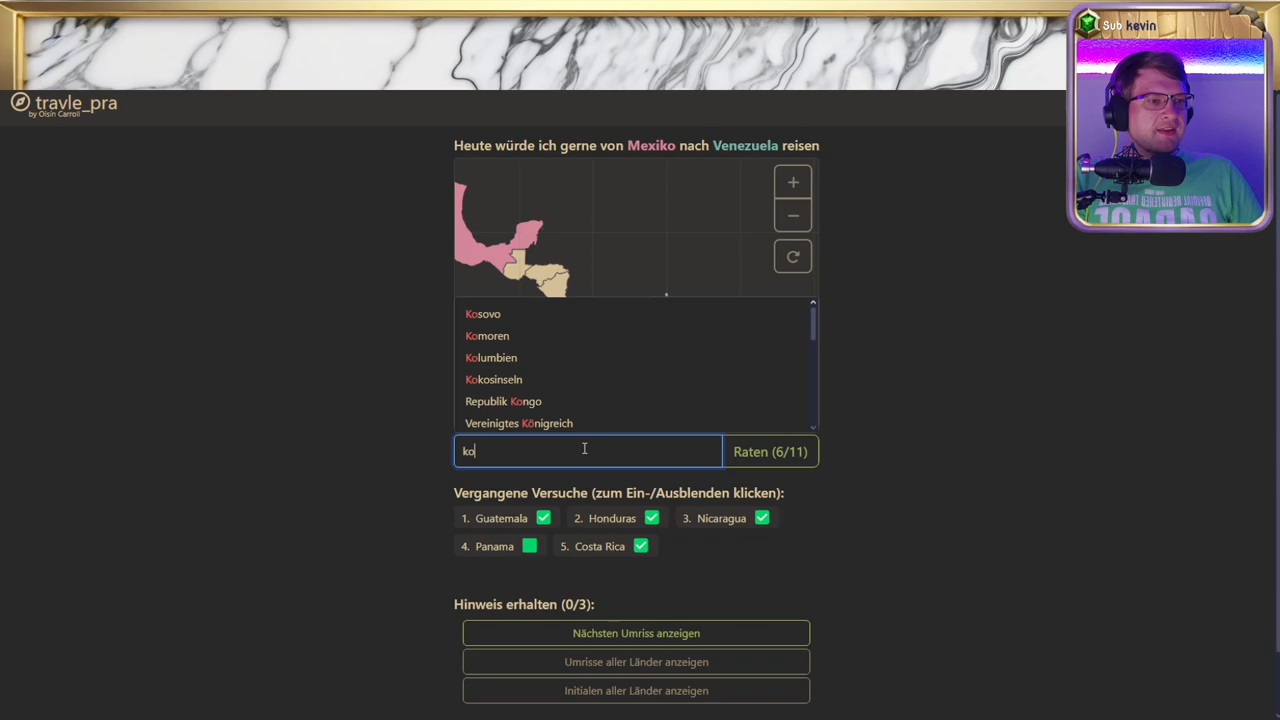 Sub kevin
travle_pra
by Oisín Carroll
Heute würde ich gerne von Mexiko nach Venezuela reisen
+
−
Kosovo
Komoren
Kolumbien
Kokosinseln
Republik Kongo
Vereinigtes Königreich
ko
Raten (6/11)
Vergangene Versuche (zum Ein-/Ausblenden klicken):
1. Guatemala
2. Honduras
3. Nicaragua
4. Panama
5. Costa Rica
Hinweis erhalten (0/3):
Nächsten Umriss anzeigen
Umrisse aller Länder anzeigen
Initialen aller Länder anzeigen